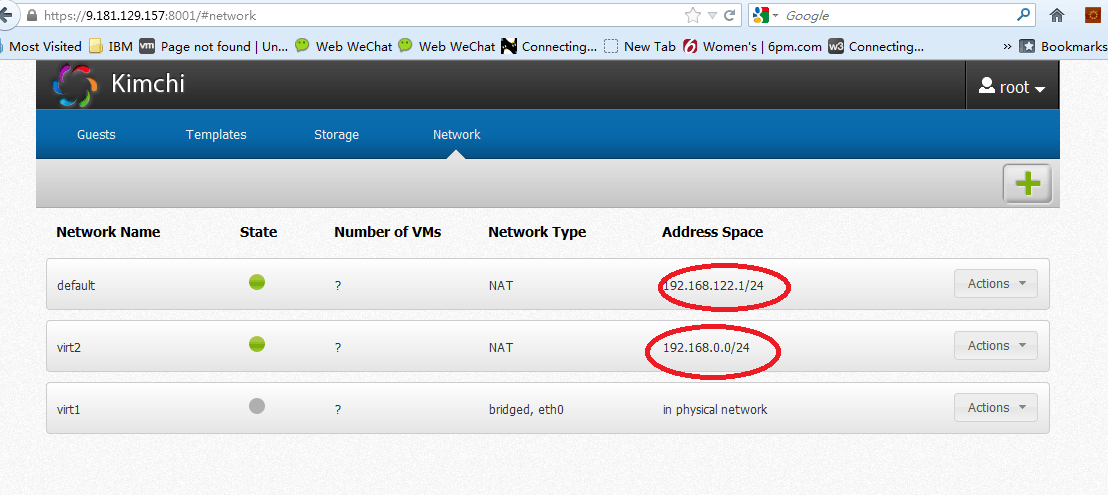 https://9.181.129.157:8001/#network
Google
Most Visited IBM vm Page not found | Un... Web WeChat Web WeChat Connecting... New Tab 6 Women's | 6pm.com w3 Connecting... » Bookmarks
Kimchi root
Guests Templates Storage Network
Network Name State Number of VMs Network Type Address Space
default ? NAT 192.168.122.1/24 Actions
virt2 ? NAT 192.168.0.0/24 Actions
virt1 ? bridged, eth0 in physical network Actions